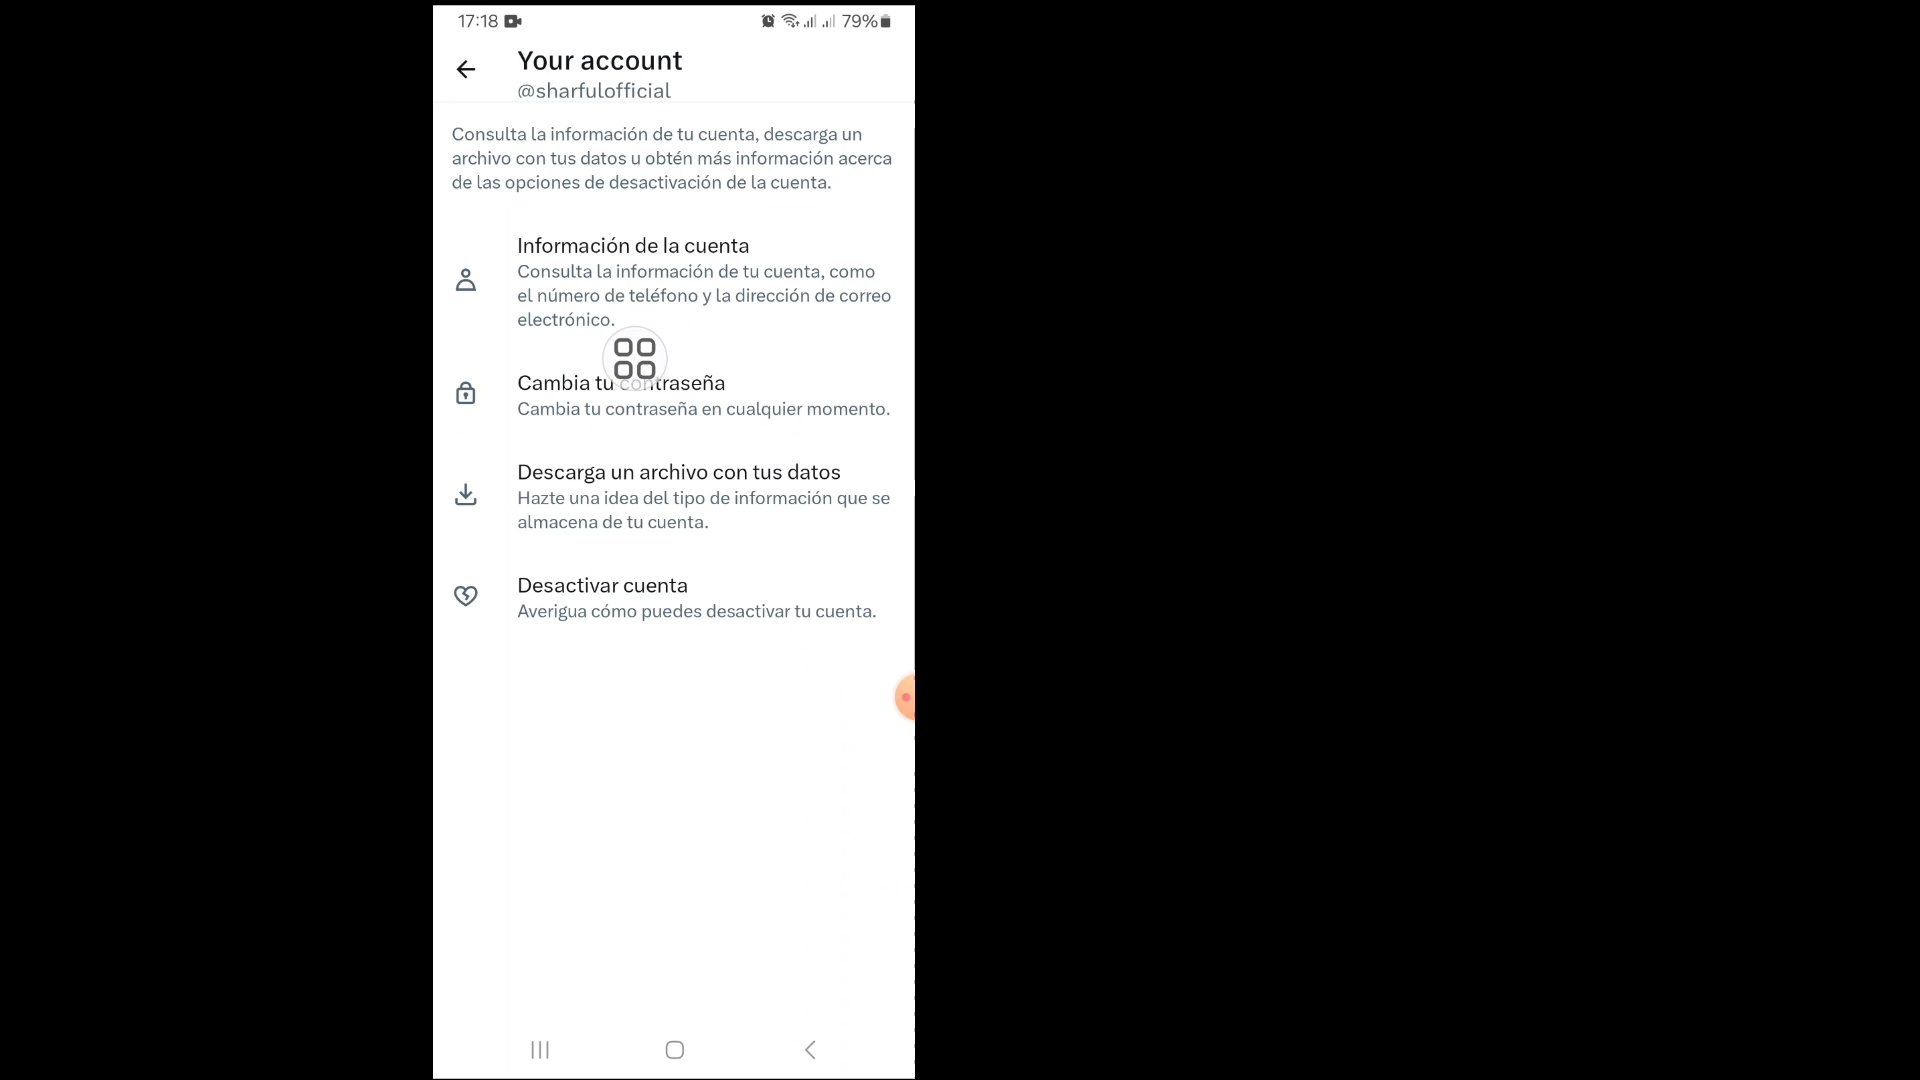 17:18
79%
Your account
@sharfulofficial
Consulta la información de tu cuenta, descarga un
archivo con tus datos u obtén más información acerca
de las opciones de desactivación de la cuenta.
Información de la cuenta
Consulta la información de tu cuenta, como
el número de teléfono y la dirección de correo
electrónico.
Cambia tu contraseña
Cambia tu contraseña en cualquier momento.
Descarga un archivo con tus datos
Hazte una idea del tipo de información que se
almacena de tu cuenta.
Desactivar cuenta
Averigua cómo puedes desactivar tu cuenta.